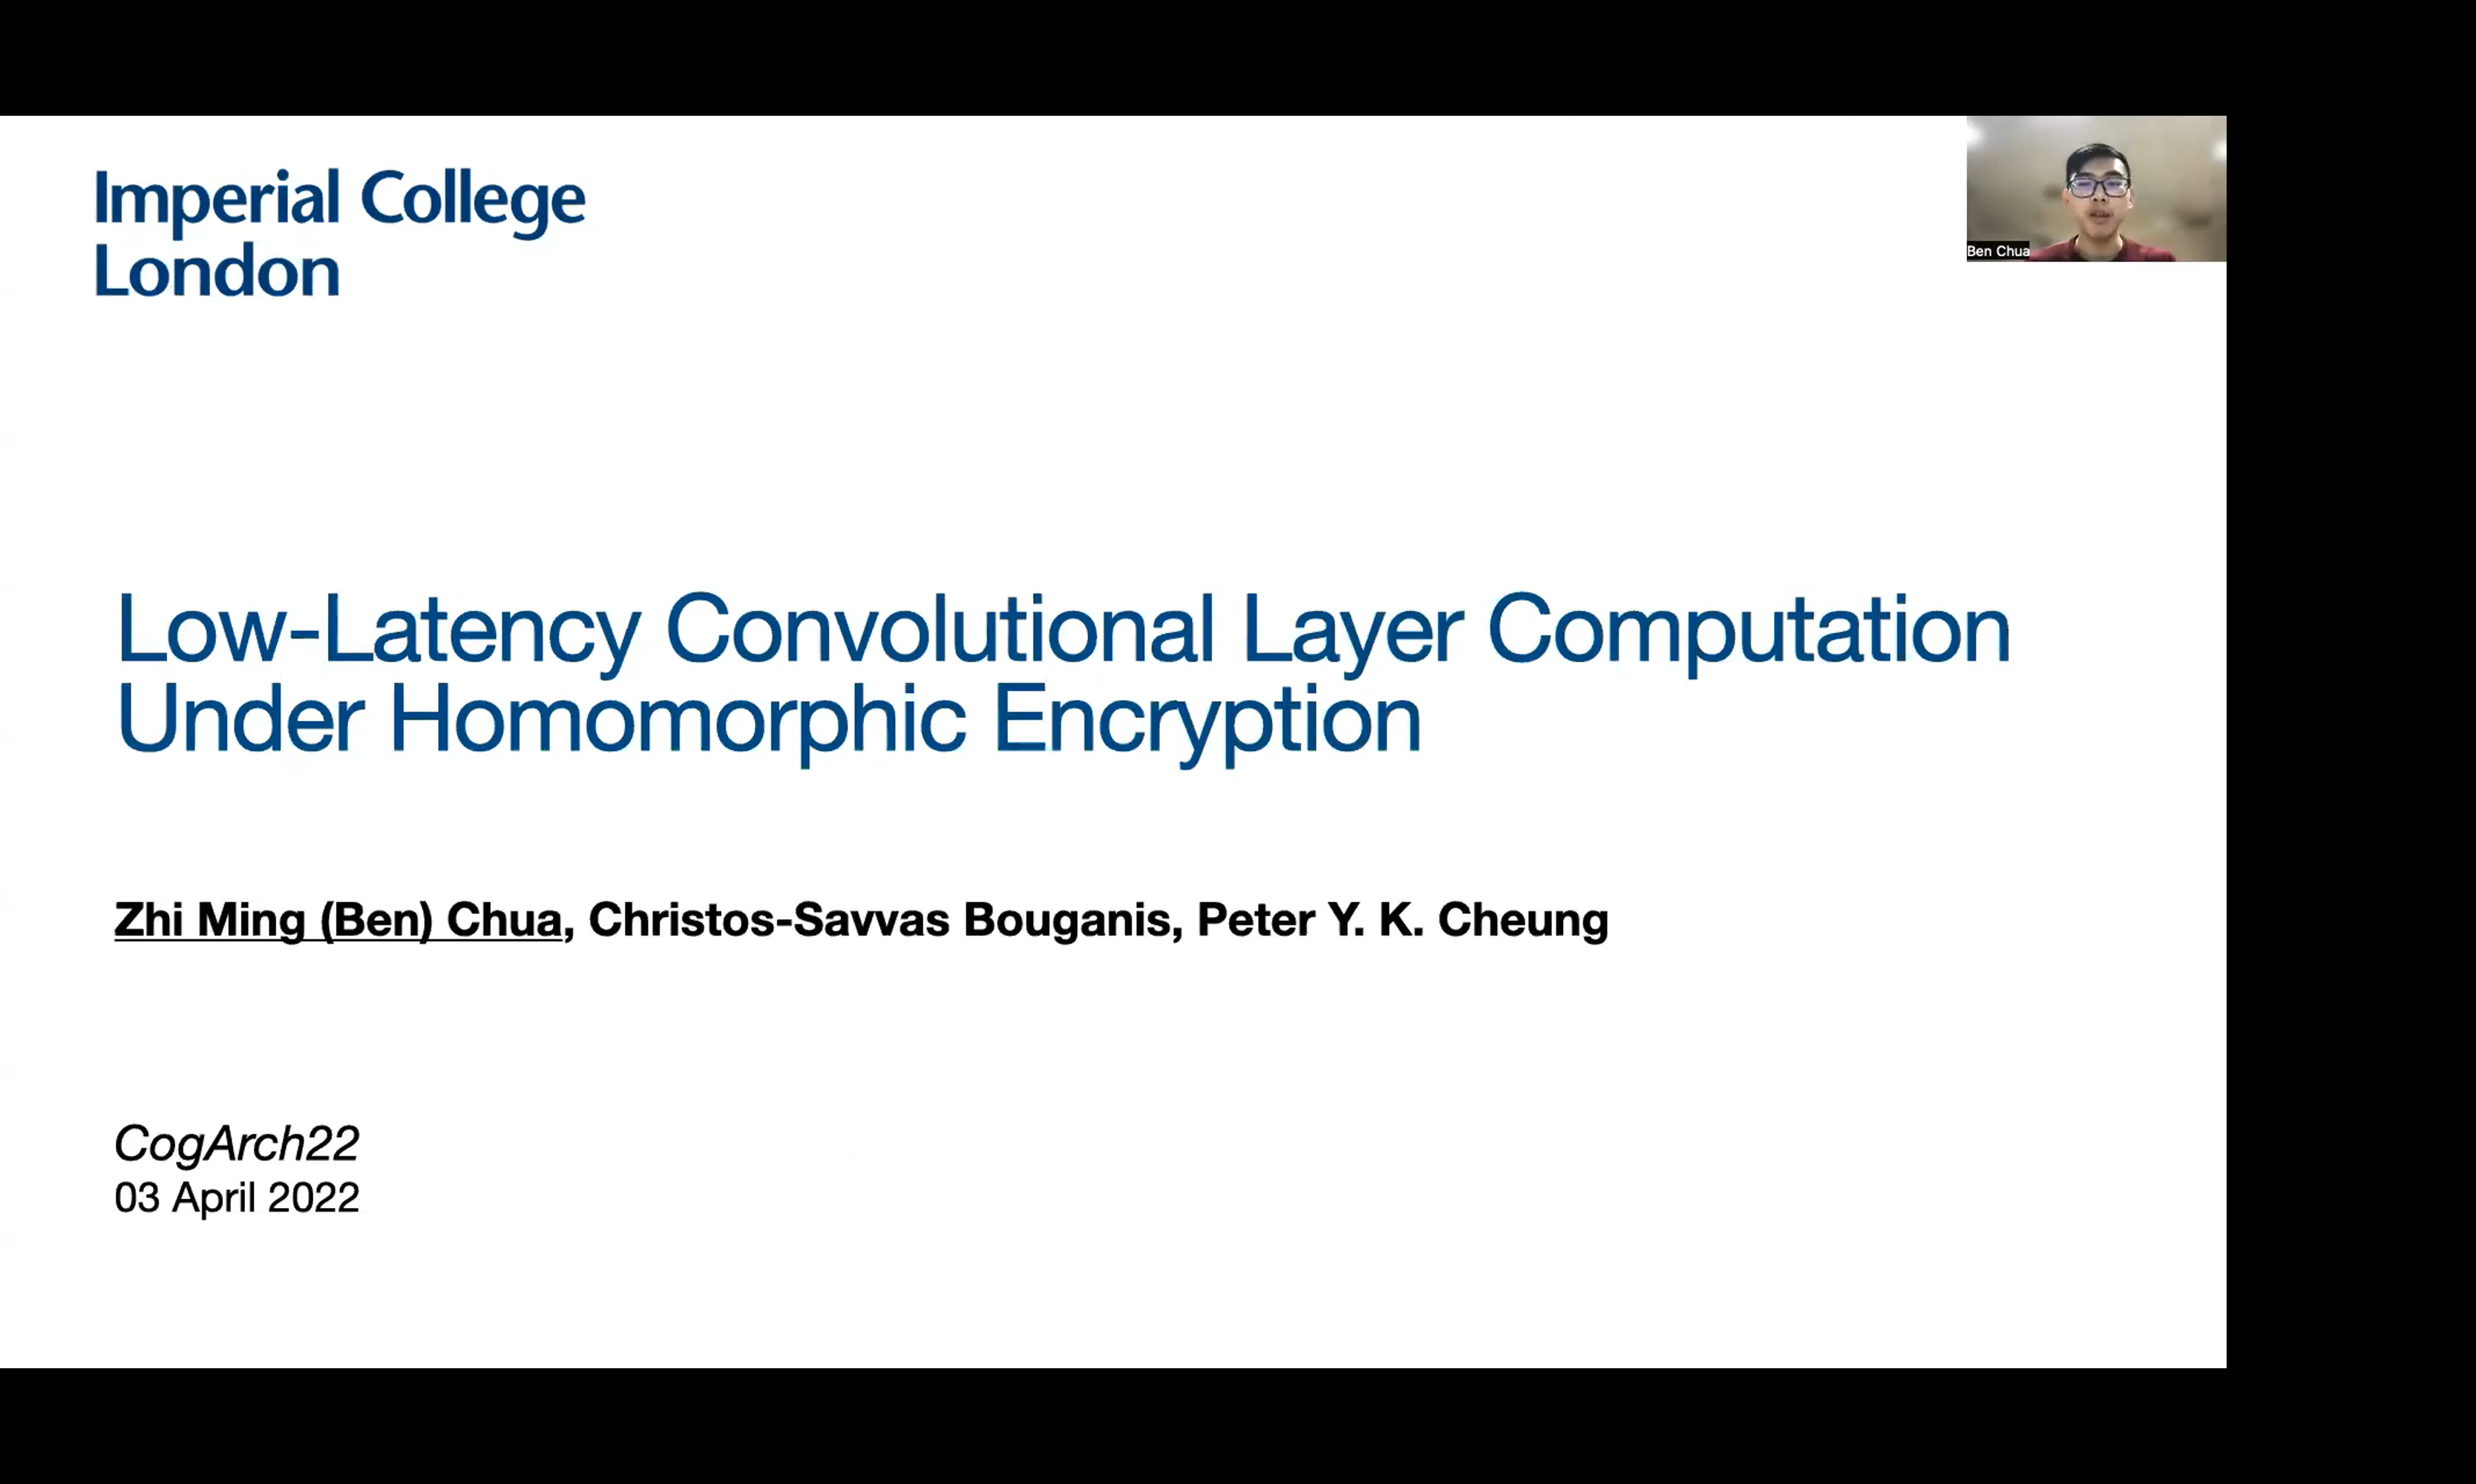 Imperial College
London
Ben Chua
Low-Latency Convolutional Layer Computation
Under Homomorphic Encryption
Zhi Ming (Ben) Chua, Christos-Savvas Bouganis, Peter Y. K. Cheung
CogArch22
03 April 2022